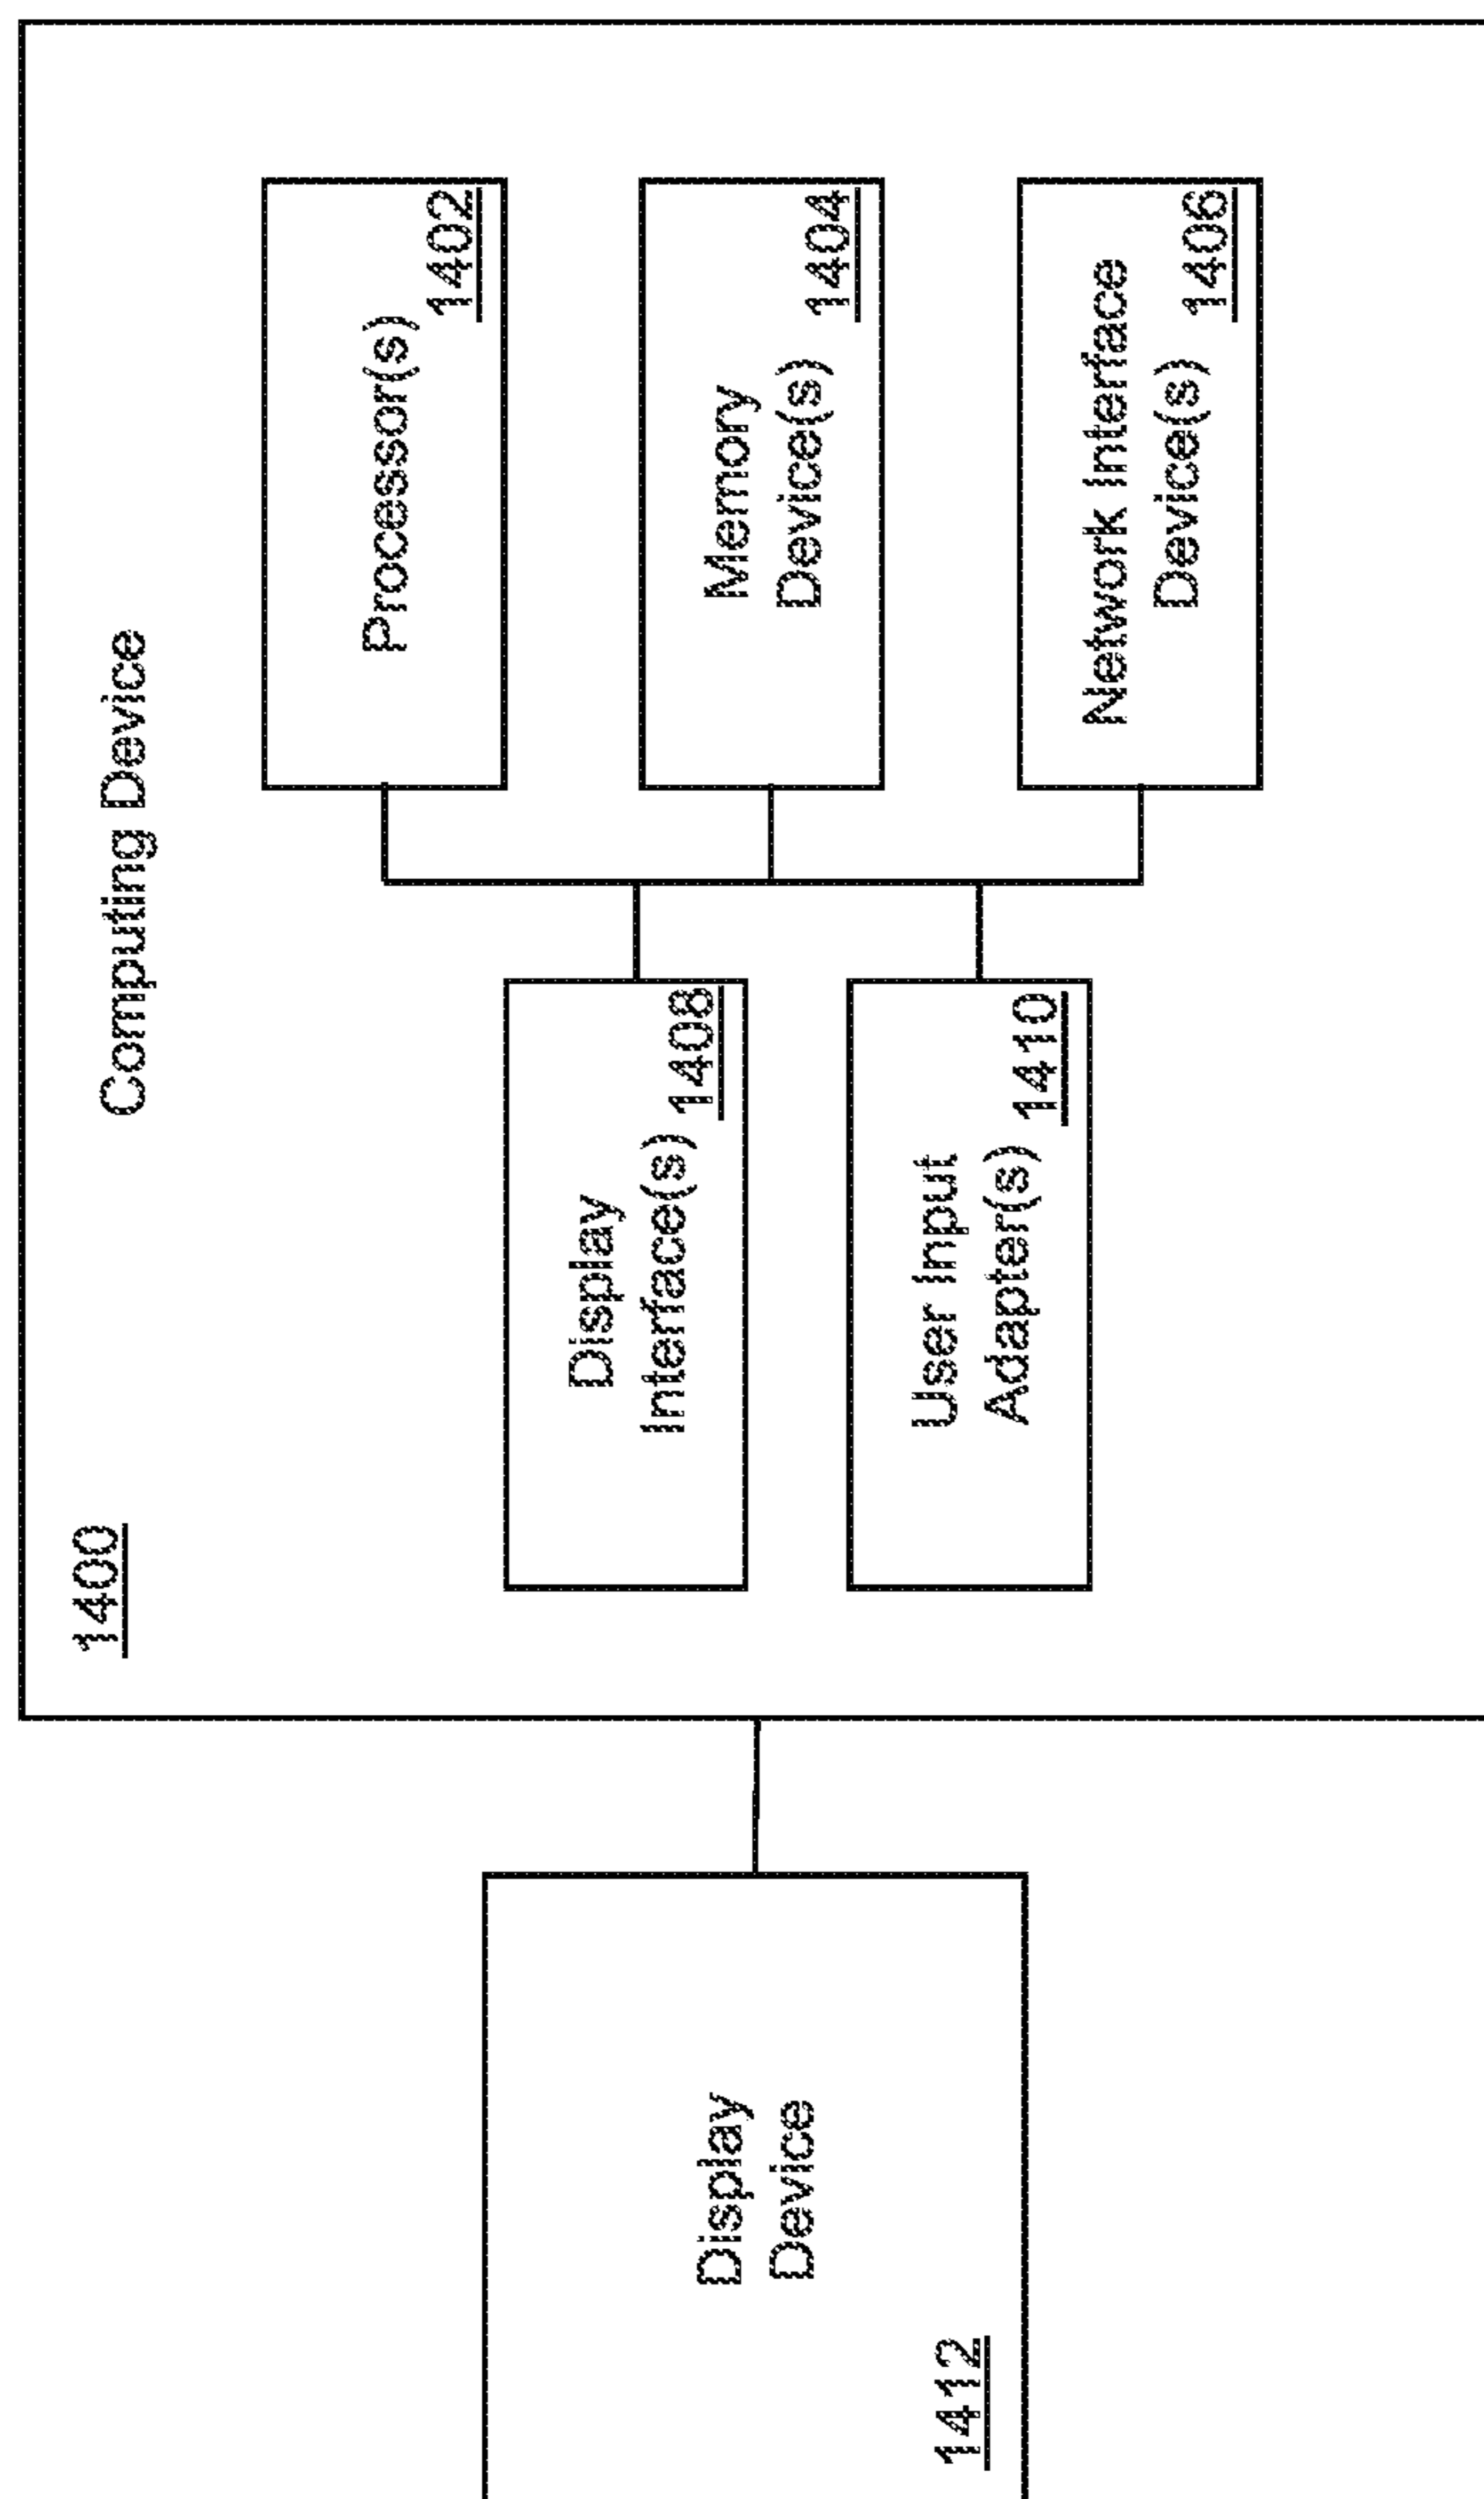 1400
Computing Device
Processor(s)
1402
Memory
Device(s)
1404
Network Interface
Device(s)
1406
Display
Interface(s)
1408
User Input
Adapter(s)
1410
Display
Device
1412